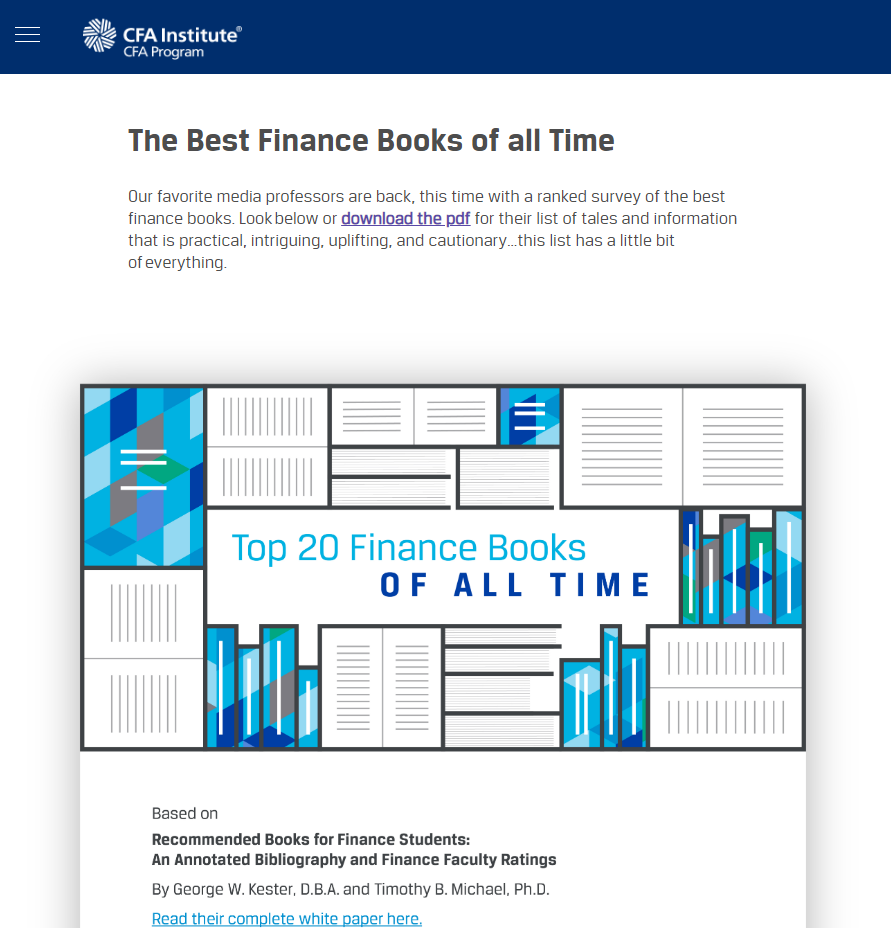 CFA Institute®
CFA Program
The Best Finance Books of all Time
Our favorite media professors are back, this time with a ranked survey of the best
finance books. Look below or download the pdf for their list of tales and information
that is practical, intriguing, uplifting, and cautionary...this list has a little bit
of everything.
Top 20 Finance Books
OF ALL TIME
Based on
Recommended Books for Finance Students:
An Annotated Bibliography and Finance Faculty Ratings
By George W. Kester, D.B.A. and Timothy B. Michael, Ph.D.
Read their complete white paper here.